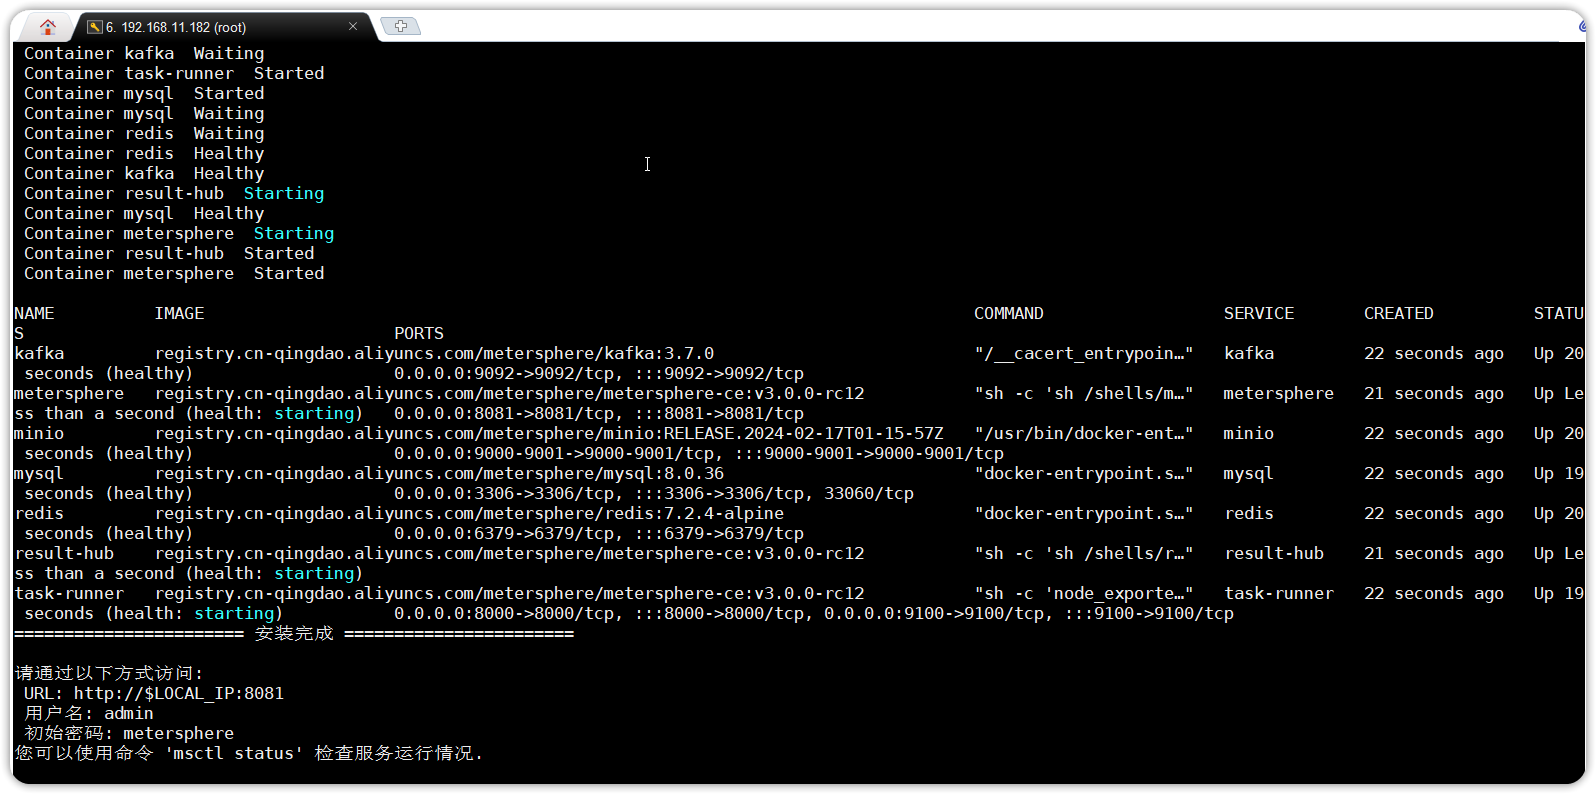 6. 192.168.11.182 (root)
Container kafka  Waiting
Container task-runner  Started
Container mysql  Started
Container mysql  Waiting
Container redis  Waiting
Container redis  Healthy
Container kafka  Healthy
Container result-hub  Starting
Container mysql  Healthy
Container metersphere  Starting
Container result-hub  Started
Container metersphere  Started
NAME          IMAGE                                                                             COMMAND                  SERVICE       CREATED          STATU
S                                     PORTS
kafka         registry.cn-qingdao.aliyuncs.com/metersphere/kafka:3.7.0                          "/__cacert_entrypoin…"   kafka         22 seconds ago   Up 20
 seconds (healthy)                    0.0.0.0:9092->9092/tcp, :::9092->9092/tcp
metersphere   registry.cn-qingdao.aliyuncs.com/metersphere/metersphere-ce:v3.0.0-rc12           "sh -c 'sh /shells/m…"   metersphere   21 seconds ago   Up Le
ss than a second (health: starting)   0.0.0.0:8081->8081/tcp, :::8081->8081/tcp
minio         registry.cn-qingdao.aliyuncs.com/metersphere/minio:RELEASE.2024-02-17T01-15-57Z   "/usr/bin/docker-ent…"   minio         22 seconds ago   Up 20
 seconds (healthy)                    0.0.0.0:9000-9001->9000-9001/tcp, :::9000-9001->9000-9001/tcp
mysql         registry.cn-qingdao.aliyuncs.com/metersphere/mysql:8.0.36                         "docker-entrypoint.s…"   mysql         22 seconds ago   Up 19
 seconds (healthy)                    0.0.0.0:3306->3306/tcp, :::3306->3306/tcp, 33060/tcp
redis         registry.cn-qingdao.aliyuncs.com/metersphere/redis:7.2.4-alpine                   "docker-entrypoint.s…"   redis         22 seconds ago   Up 20
 seconds (healthy)                    0.0.0.0:6379->6379/tcp, :::6379->6379/tcp
result-hub    registry.cn-qingdao.aliyuncs.com/metersphere/metersphere-ce:v3.0.0-rc12           "sh -c 'sh /shells/r…"   result-hub    21 seconds ago   Up Le
ss than a second (health: starting)
task-runner   registry.cn-qingdao.aliyuncs.com/metersphere/metersphere-ce:v3.0.0-rc12           "sh -c 'node_exporte…"   task-runner   22 seconds ago   Up 19
 seconds (health: starting)           0.0.0.0:8000->8000/tcp, :::8000->8000/tcp, 0.0.0.0:9100->9100/tcp, :::9100->9100/tcp
======================= 安装完成 =======================
请通过以下方式访问:
 URL: http://$LOCAL_IP:8081
 用户名: admin
 初始密码: metersphere
您可以使用命令 'msctl status' 检查服务运行情况.